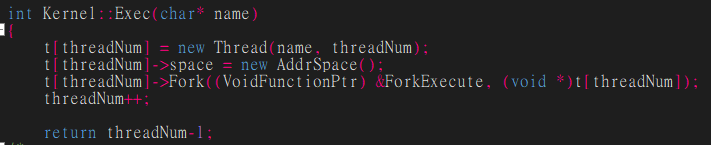 int Kernel::Exec(char* name)
{
t[threadNum] = new Thread(name, threadNum);
t[threadNum]->space = new AddrSpace();
t[threadNum]->Fork((VoidFunctionPtr) &ForkExecute, (void *)t[threadNum]);
threadNum++;
return threadNum-1;